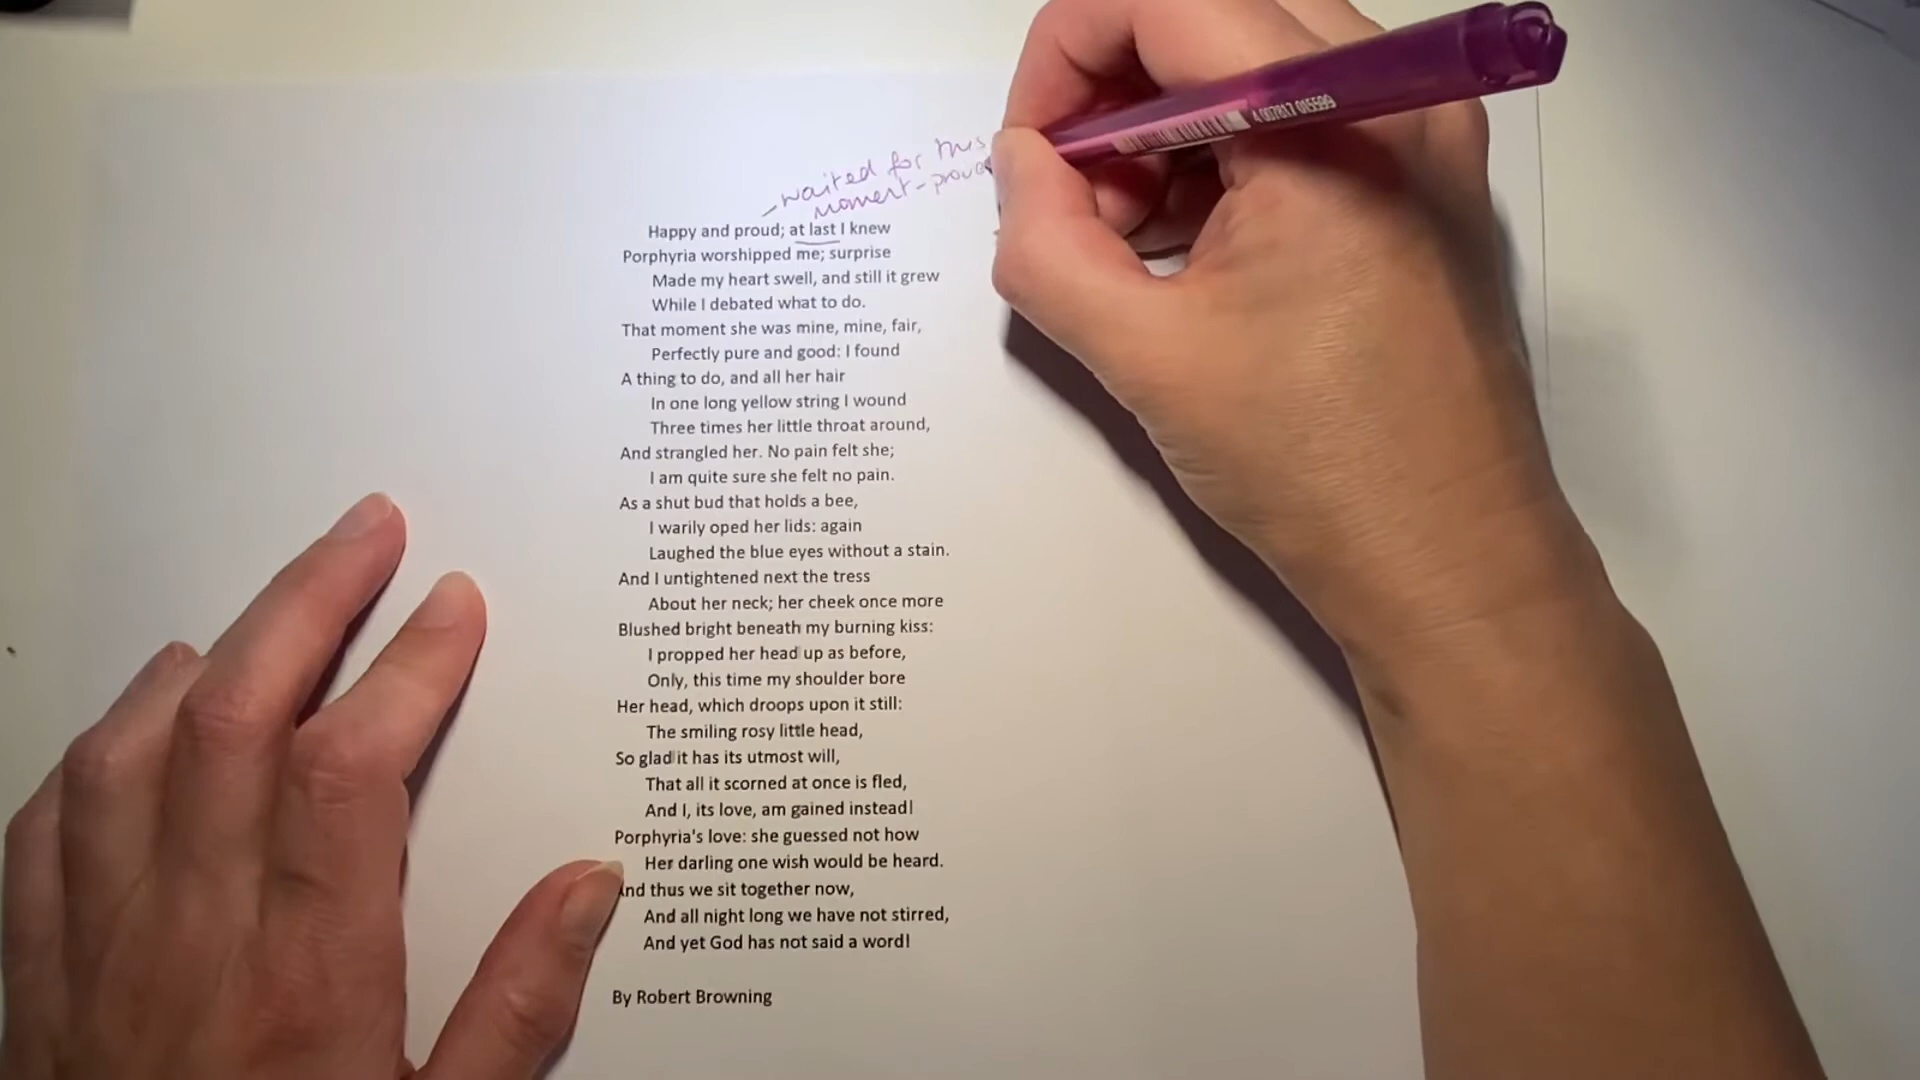 4 007817 015599
- waited for this
moment - prov
Happy and proud; at last I knew
Porphyria worshipped me; surprise
Made my heart swell, and still it grew
While I debated what to do.
That moment she was mine, mine, fair,
Perfectly pure and good: I found
A thing to do, and all her hair
In one long yellow string I wound
Three times her little throat around,
And strangled her. No pain felt she;
I am quite sure she felt no pain.
As a shut bud that holds a bee,
I warily oped her lids: again
Laughed the blue eyes without a stain.
And I untightened next the tress
About her neck; her cheek once more
Blushed bright beneath my burning kiss:
I propped her head up as before,
Only, this time my shoulder bore
Her head, which droops upon it still:
The smiling rosy little head,
So glad it has its utmost will,
That all it scorned at once is fled,
And I, its love, am gained instead!
Porphyria's love: she guessed not how
Her darling one wish would be heard.
And thus we sit together now,
And all night long we have not stirred,
And yet God has not said a word!
By Robert Browning